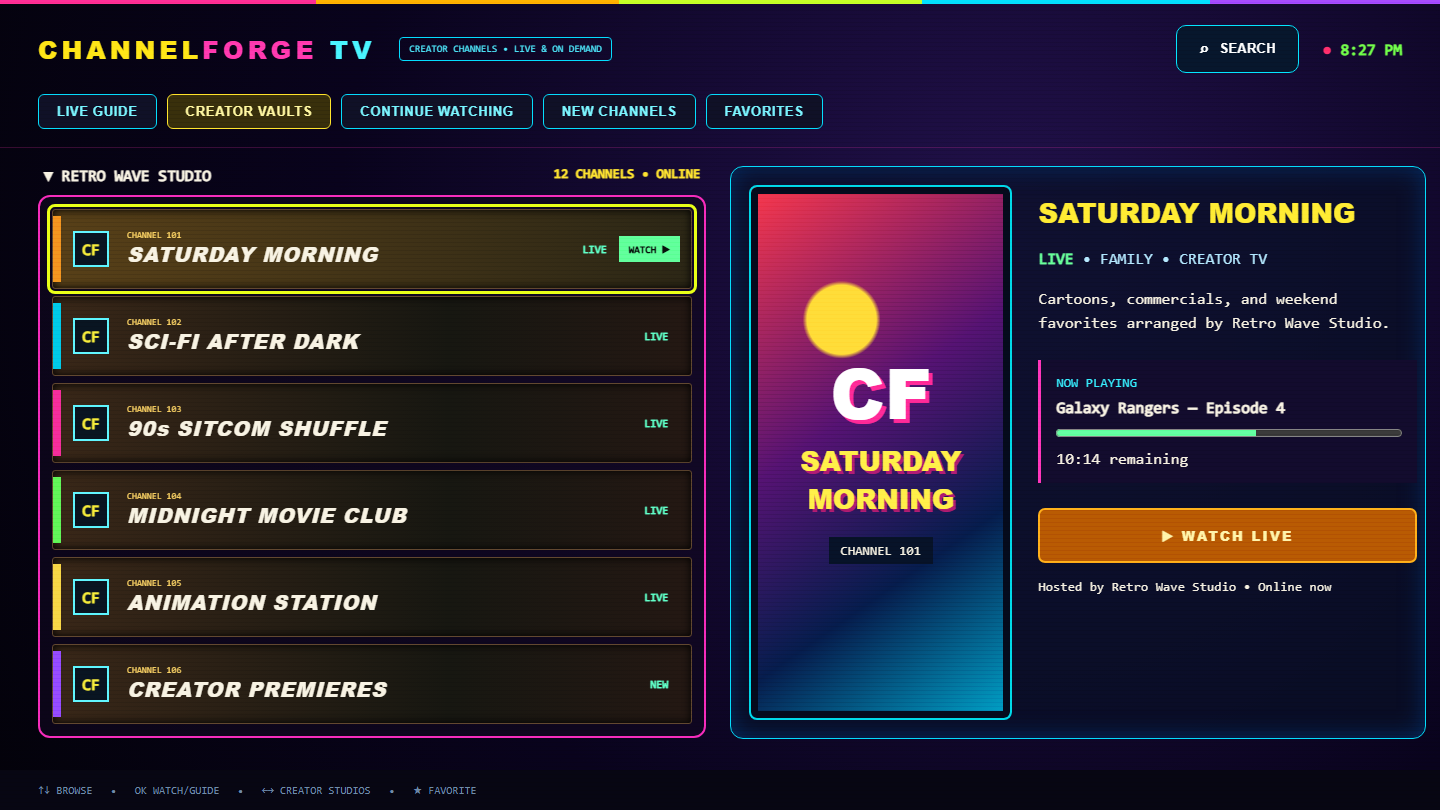 CHANNELFORGE TV
CREATOR CHANNELS • LIVE & ON DEMAND
SEARCH
8:27 PM
LIVE GUIDE
CREATOR VAULTS
CONTINUE WATCHING
NEW CHANNELS
FAVORITES
▼ RETRO WAVE STUDIO
12 CHANNELS • ONLINE
CF
CHANNEL 101
SATURDAY MORNING
LIVE
WATCH ▶
CF
CHANNEL 102
SCI-FI AFTER DARK
LIVE
CF
CHANNEL 103
90s SITCOM SHUFFLE
LIVE
CF
CHANNEL 104
MIDNIGHT MOVIE CLUB
LIVE
CF
CHANNEL 105
ANIMATION STATION
LIVE
CF
CHANNEL 106
CREATOR PREMIERES
NEW
CF
SATURDAY
MORNING
CHANNEL 101
SATURDAY MORNING
LIVE • FAMILY • CREATOR TV
Cartoons, commercials, and weekend
favorites arranged by Retro Wave Studio.
NOW PLAYING
Galaxy Rangers — Episode 4
10:14 remaining
▶ WATCH LIVE
Hosted by Retro Wave Studio • Online now
↑↓ BROWSE • OK WATCH/GUIDE • ↔ CREATOR STUDIOS • ★ FAVORITE